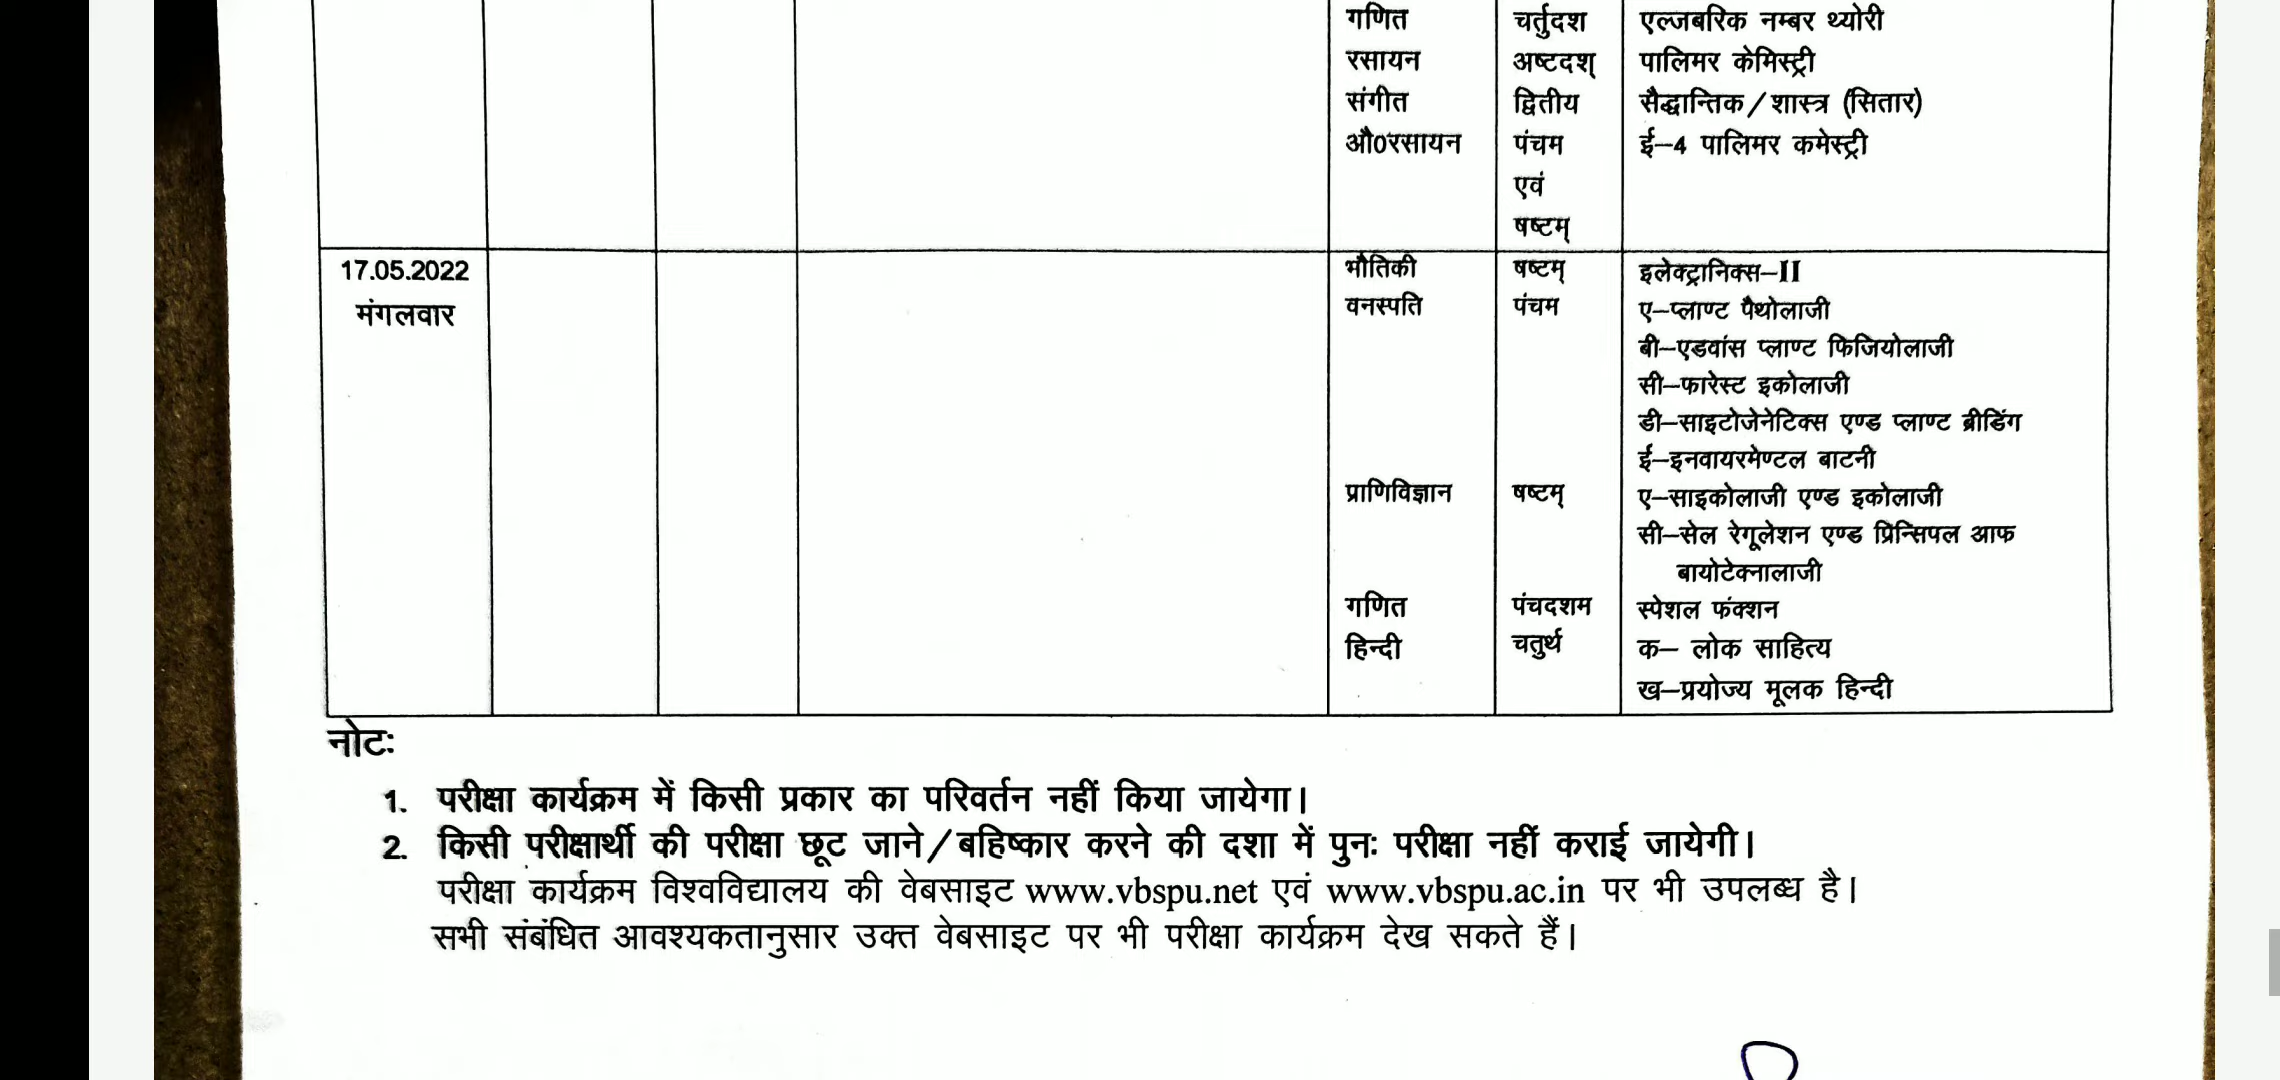 गणित चर्तुदश एल्जबरिक नम्बर थ्योरी
रसायन अष्टदश् पालिमर केमिस्ट्री
संगीत द्वितीय सैद्धान्तिक/शास्त्र (सितार)
औ0रसायन पंचम ई–4 पालिमर कमेस्ट्री
एवं
षष्टम्
17.05.2022 भौतिकी षष्टम् इलेक्ट्रानिक्स–II
मंगलवार वनस्पति पंचम ए–प्लाण्ट पैथोलाजी
बी–एडवांस प्लाण्ट फिजियोलाजी
सी–फारेस्ट इकोलाजी
डी–साइटोजेनेटिक्स एण्ड प्लाण्ट ब्रीडिंग
ई–इनवायरमेण्टल बाटनी
प्राणिविज्ञान षष्टम् ए–साइकोलाजी एण्ड इकोलाजी
सी–सेल रेगूलेशन एण्ड प्रिन्सिपल आफ
बायोटेक्नालाजी
गणित पंचदशम स्पेशल फंक्शन
हिन्दी चतुर्थ क– लोक साहित्य
ख–प्रयोज्य मूलक हिन्दी
नोटः
1. परीक्षा कार्यक्रम में किसी प्रकार का परिवर्तन नहीं किया जायेगा।
2. किसी परीक्षार्थी की परीक्षा छूट जाने/बहिष्कार करने की दशा में पुनः परीक्षा नहीं कराई जायेगी।
परीक्षा कार्यक्रम विश्वविद्यालय की वेबसाइट www.vbspu.net एवं www.vbspu.ac.in पर भी उपलब्ध है।
सभी संबंधित आवश्यकतानुसार उक्त वेबसाइट पर भी परीक्षा कार्यक्रम देख सकते हैं।